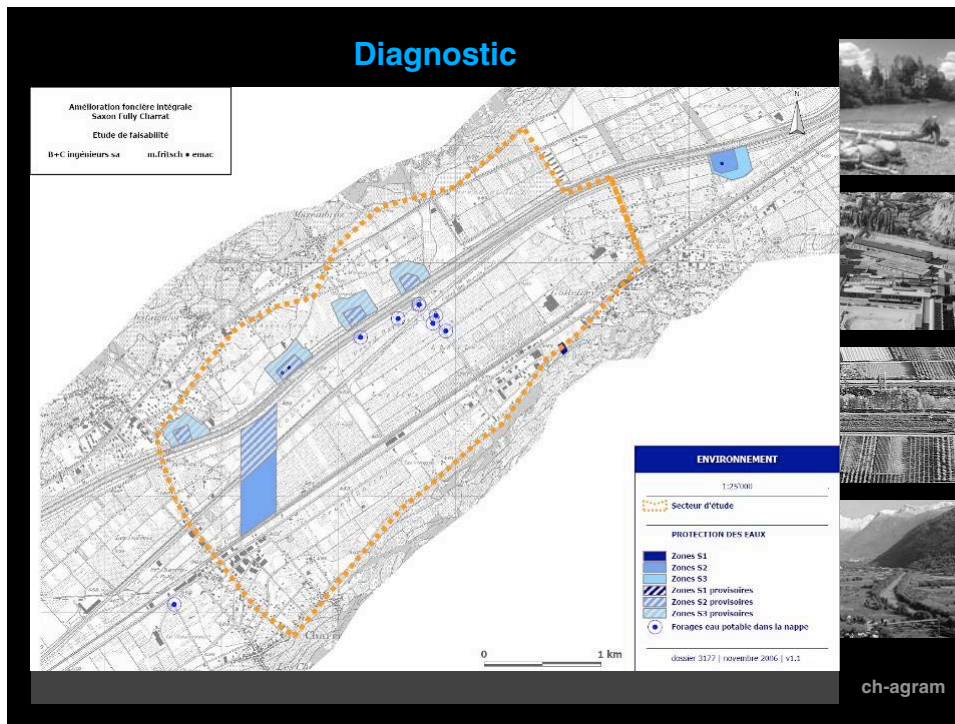 Diagnostic
Amélioration foncière intégrale
Saxon Fully Charrat
Etude de faisabilité
B+C ingénieurs sa m.fritsch • emac
N
ENVIRONNEMENT
1:25'000
Secteur d'étude
PROTECTION DES EAUX
Zones S1
Zones S2
Zones S3
Zones S1 provisoires
Zones S2 provisoires
Zones S3 provisoires
Forages eau potable dans la nappe
dossier 3177 | novembre 2006 | v1.1
0 1 km
ch-agram